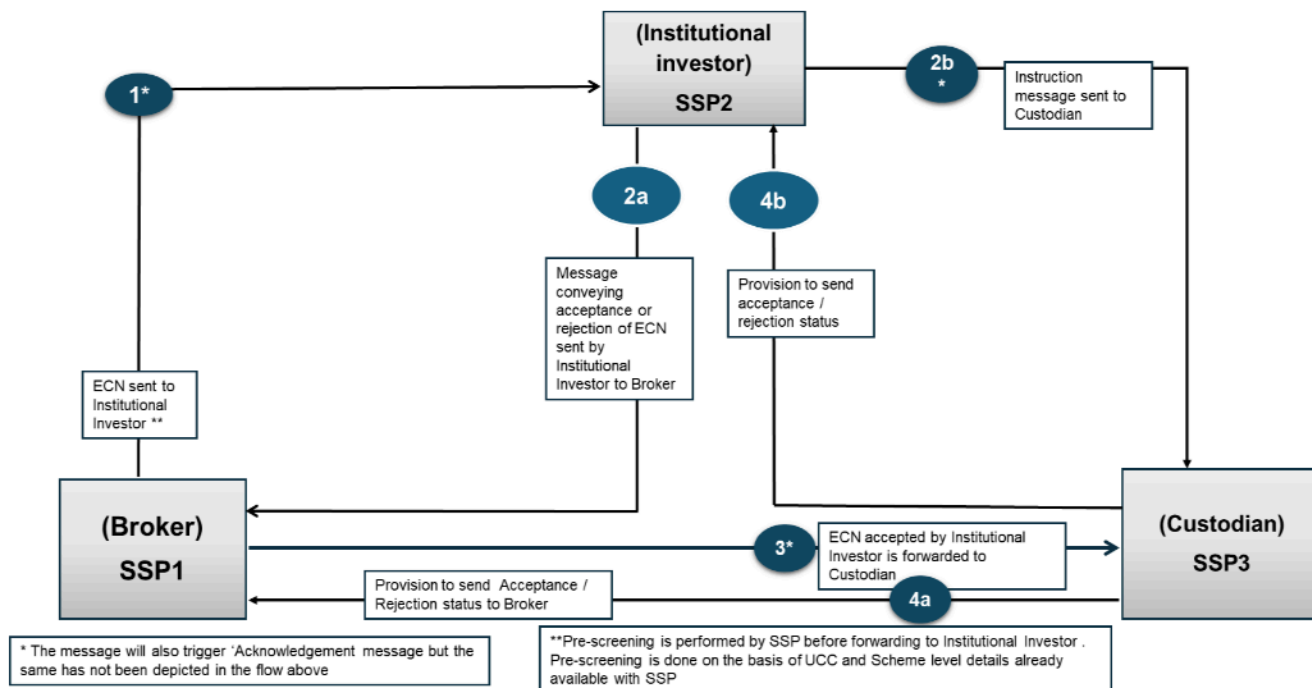 (Institutional
investor)
SSP2
1*
2b
*
Instruction
message sent to
Custodian
2a
4b
Message
conveying
acceptance or
rejection of ECN
sent by
Institutional
Investor to Broker
Provision to send
acceptance /
rejection status
ECN sent to
Institutional
Investor **
(Broker)
SSP1
3*
ECN accepted by Institutional
Investor is forwarded to
Custodian
(Custodian)
SSP3
Provision to send Acceptance /
Rejection status to Broker
4a
* The message will also trigger ‘Acknowledgement message but the
same has not been depicted in the flow above
**Pre-screening is performed by SSP before forwarding to Institutional Investor .
Pre-screening is done on the basis of UCC and Scheme level details already
available with SSP